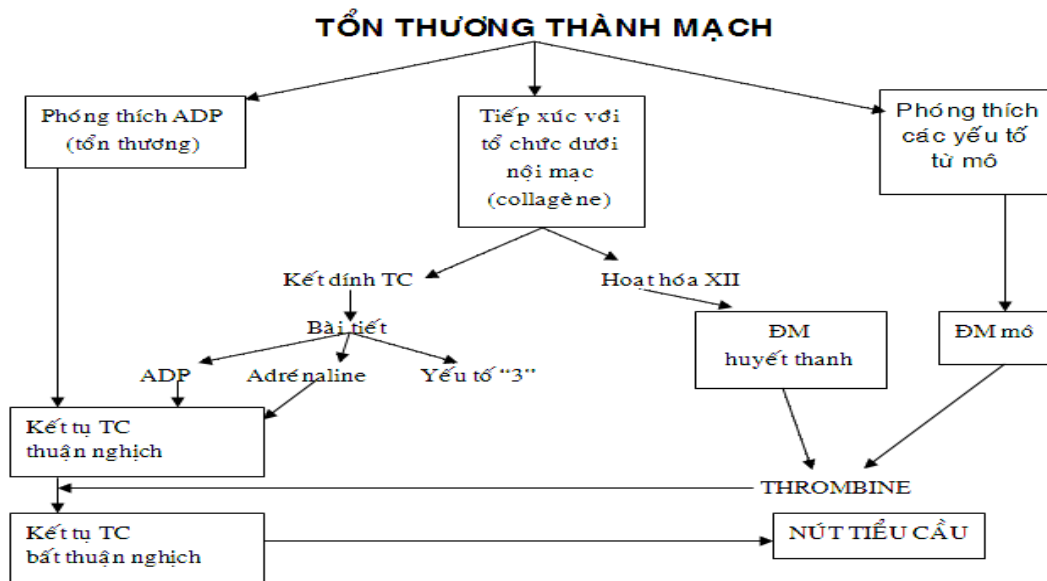 TỔN THƯƠNG THÀNH MẠCH
Phóng thích ADP
(tổn thương)
Tiếp xúc với
tổ chức dưới
nội mạc
(collagène)
Phóng thích
các yếu tố
từ mô
Kết dính TC
Hoạt hóa XII
Bài tiết
ĐM
huyết thanh
ĐM mô
ADP
Adrénaline
Yếu tố “3”
Kết tụ TC
thuận nghịch
THROMBINE
Kết tụ TC
bất thuận nghịch
NÚT TIỂU CẦU